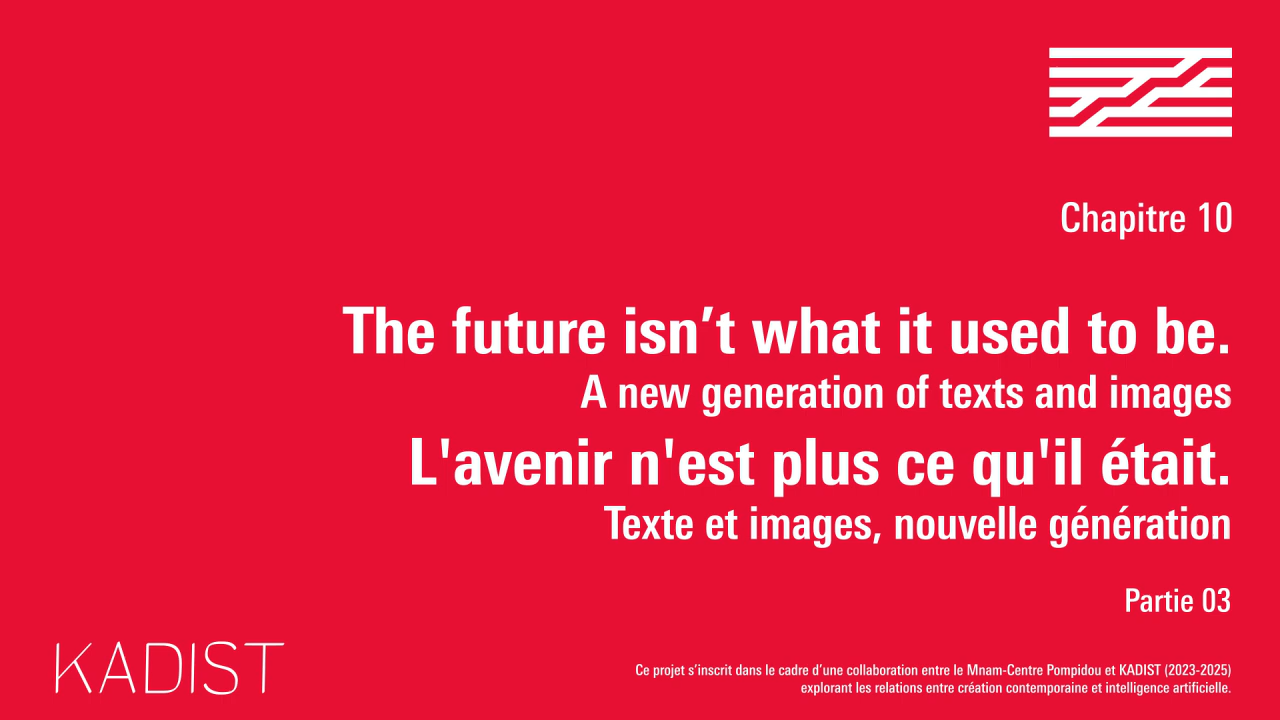 Chapitre 10
The future isn’t what it used to be.
A new generation of texts and images
L'avenir n'est plus ce qu'il était.
Texte et images, nouvelle génération
Partie 03
KADIST
Ce projet s’inscrit dans le cadre d’une collaboration entre le Mnam-Centre Pompidou et KADIST (2023-2025)
explorant les relations entre création contemporaine et intelligence artificielle.